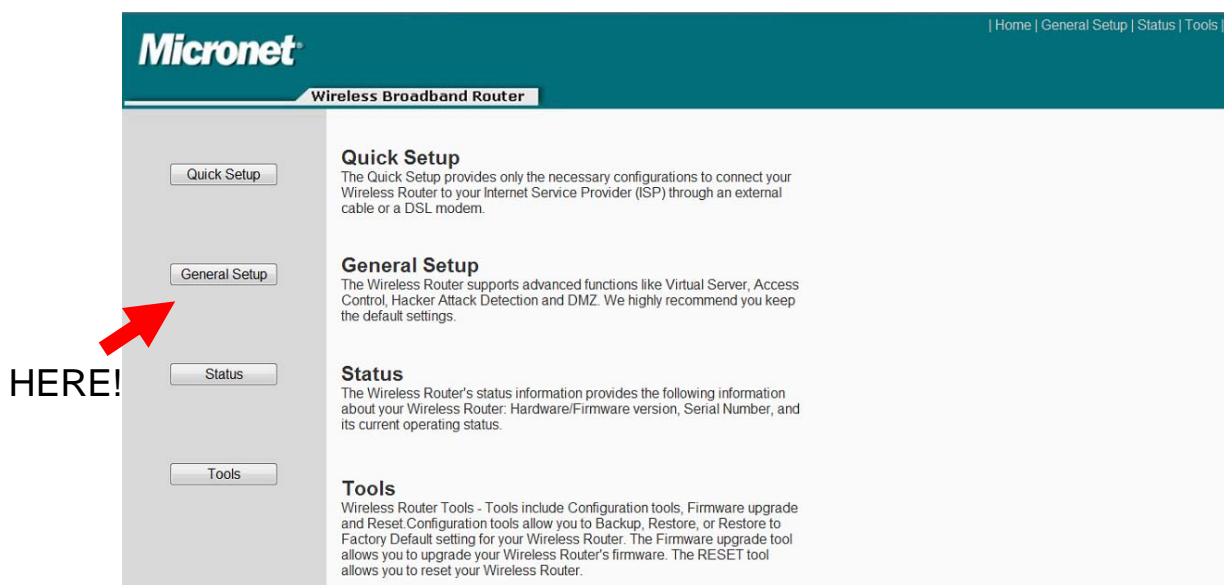 | Home | General Setup | Status | Tools |
Micronet
Wireless Broadband Router
Quick Setup
Quick Setup
The Quick Setup provides only the necessary configurations to connect your
Wireless Router to your Internet Service Provider (ISP) through an external
cable or a DSL modem.
General Setup
General Setup
The Wireless Router supports advanced functions like Virtual Server, Access
Control, Hacker Attack Detection and DMZ. We highly recommend you keep
the default settings.
HERE!
Status
Status
The Wireless Router's status information provides the following information
about your Wireless Router: Hardware/Firmware version, Serial Number, and
its current operating status.
Tools
Tools
Wireless Router Tools - Tools include Configuration tools, Firmware upgrade
and Reset.Configuration tools allow you to Backup, Restore, or Restore to
Factory Default setting for your Wireless Router. The Firmware upgrade tool
allows you to upgrade your Wireless Router's firmware. The RESET tool
allows you to reset your Wireless Router.